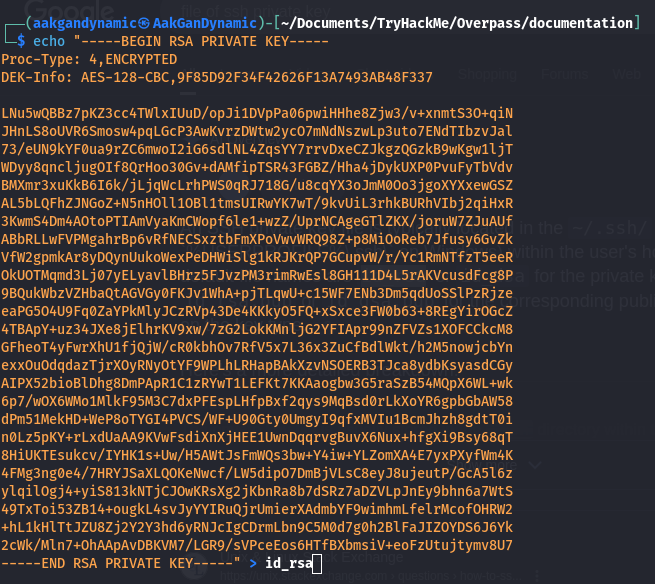 (aakgandynamic㉿AakGanDynamic)-[~/Documents/TryHackMe/Overpass/documentation]
$ echo "-----BEGIN RSA PRIVATE KEY-----
Proc-Type: 4,ENCRYPTED
DEK-Info: AES-128-CBC,9F85D92F34F42626F13A7493AB48F337

LNu5wQBBz7pKZ3cc4TWlxIUuD/opJi1DVpPa06pwiHHhe8Zjw3/v+xnmtS3O+qiN
JHnLS8oUVR6Smosw4pqLGcP3AwKvrzDWtw2ycO7mNdNszwLp3uto7ENdTIbzvJal
73/eUN9kYF0ua9rZC6mwoI2iG6sdlNL4ZqsYY7rrvDxeCZJkgzQGzkB9wKgw1ljT
WDyy8qncljugOIf8QrHoo30Gv+dAMfipTSR43FGBZ/Hha4jDykUXP0PvuFyTbVdv
BMXmr3xuKkB6I6k/jLjqWcLrhPWS0qRJ718G/u8cqYX3oJmM0Oo3jgoXYXxewGSZ
AL5bLQFhZJNGoZ+N5nHOll1OBl1tmsUIRwYK7wT/9kvUiL3rhkBURhVIbj2qiHxR
3KwmS4Dm4AOtoPTIAmVyaKmCWopf6le1+wzZ/UprNCAgeGTlZKX/joruW7ZJuAUf
ABbRLLwFVPMgahrBp6vRfNECSxztbFmXPoVwvWRQ98Z+p8MiOoReb7Jfusy6GvZk
VfW2gpmkAr8yDQynUukoWexPeDHWiSlg1kRJKrQP7GCupvW/r/Yc1RmNTfzT5eeR
OkUOTMqmd3Lj07yELyavlBHrz5FJvzPM3rimRwEsl8GH111D4L5rAKVcusdFcg8P
9BQukWbzVZHbaQtAGVGy0FKJv1WhA+pjTLqwU+c15WF7ENb3Dm5qdUoSSlPzRjze
eaPG5O4U9Fq0ZaYPkMlyJCzRVp43De4KKkyO5FQ+xSxce3FW0b63+8REgYirOGcZ
4TBApY+uz34JXe8jElhrKV9xw/7zG2LokKMnljG2YFIApr99nZFVZs1XOFCCkcM8
GFheoT4yFwrXhU1fjQjW/cR0kbhOv7RfV5x7L36x3ZuCfBdlWkt/h2M5nowjcbYn
exxOuOdqdazTjrXOyRNyOtYF9WPLhLRHapBAkXzvNSOERB3TJca8ydbKsyasdCGy
AIPX52bioBlDhg8DmPApR1C1zRYwT1LEFKt7KKAaogbw3G5raSzB54MQpX6WL+wk
6p7/wOX6WMo1MlkF95M3C7dxPFEspLHfpBxf2qys9MqBsd0rLkXoYR6gpbGbAW58
dPm51MekHD+WeP8oTYGI4PVCS/WF+U90Gty0UmgyI9qfxMVIu1BcmJhzh8gdtT0i
n0Lz5pKY+rLxdUaAA9KVwFsdiXnXjHEE1UwnDqqrvgBuvX6Nux+hfgXi9Bsy68qT
8HiUKTEsukcv/IYHK1s+Uw/H5AWtJsFmWQs3bw+Y4iw+YLZomXA4E7yxPXyfWm4K
4FMg3ng0e4/7HRYJSaXLQOKeNwcf/LW5dipO7DmBjVLsC8eyJ8ujeutP/GcA5l6z
ylqilOgj4+yiS813kNTjCJOwKRsXg2jKbnRa8b7dSRz7aDZVLpJnEy9bhn6a7WtS
49TxToi53ZB14+ougkL4svJyYYIRuQjrUmierXAdmbYF9wimhmLfelrMcofOHRW2
+hL1kHlTtJZU8Zj2Y2Y3hd6yRNJcIgCDrmLbn9C5M0d7g0h2BlFaJIZOYDS6J6Yk
2cWk/Mln7+OhAApAvDBKVM7/LGR9/sVPceEos6HTfBXbmsiV+eoFzUtujtymv8U7
-----END RSA PRIVATE KEY-----" > id_rsa